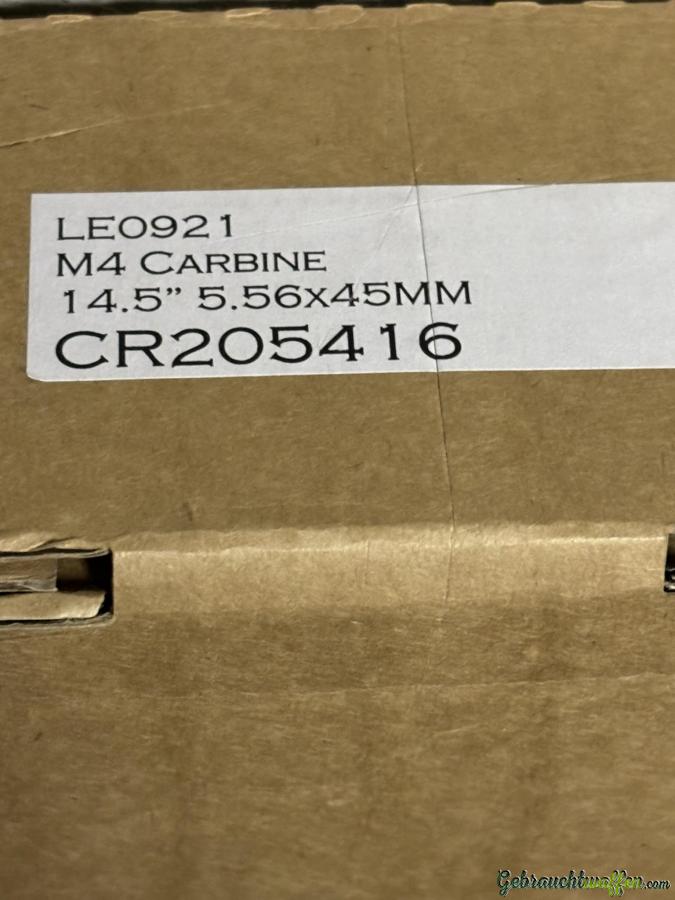 LE0921
M4 CARBINE
14.5” 5.56X45MM
CR205416
Gebrauchtwaffen.com